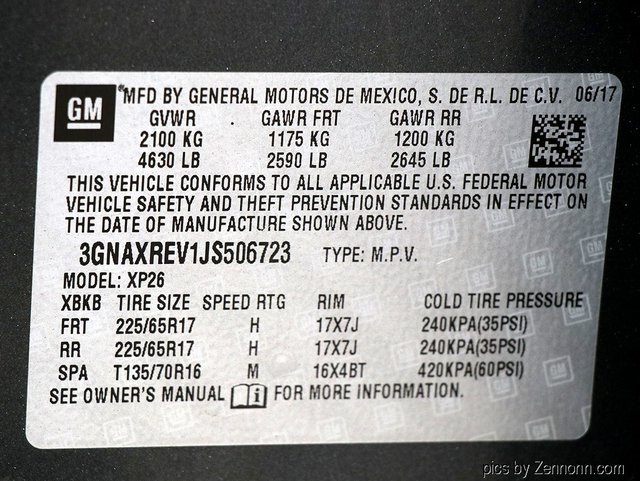 GM
MFD BY GENERAL MOTORS DE MEXICO, S. DE R.L. DE C.V. 06/17
GVWR GAWR FRT GAWR RR
2100 KG 1175 KG 1200 KG
4630 LB 2590 LB 2645 LB
THIS VEHICLE CONFORMS TO ALL APPLICABLE U.S. FEDERAL MOTOR
VEHICLE SAFETY AND THEFT PREVENTION STANDARDS IN EFFECT ON
THE DATE OF MANUFACTURE SHOWN ABOVE.
3GNAXREV1JS506723 TYPE: M.P.V.
MODEL: XP26
XBKB TIRE SIZE SPEED RTG RIM COLD TIRE PRESSURE
FRT 225/65R17 H 17X7J 240KPA(35PSI)
RR 225/65R17 H 17X7J 240KPA(35PSI)
SPA T135/70R16 M 16X4BT 420KPA(60PSI)
SEE OWNER'S MANUAL i FOR MORE INFORMATION.
pics by Zennonn.com